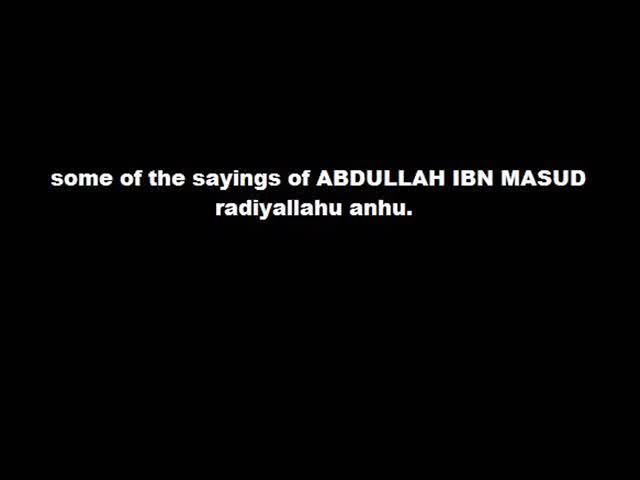 some of the sayings of ABDULLAH IBN MASUD
radiyallahu anhu.